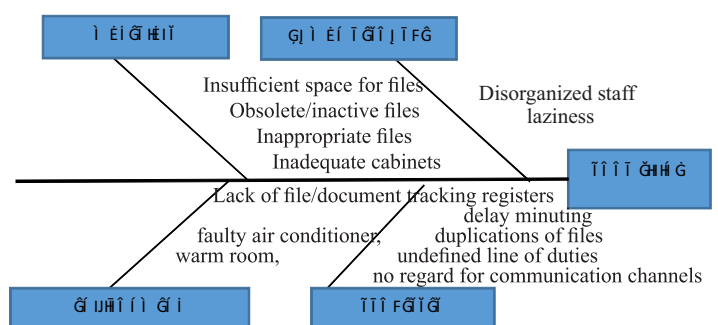 Insufficient space for files
Obsolete/inactive files
Inappropriate files
Inadequate cabinets
Disorganized staff
laziness
Lack of file/document tracking registers
delay minuting
faulty air conditioner,
duplications of files
warm room,
undefined line of duties
no regard for communication channels